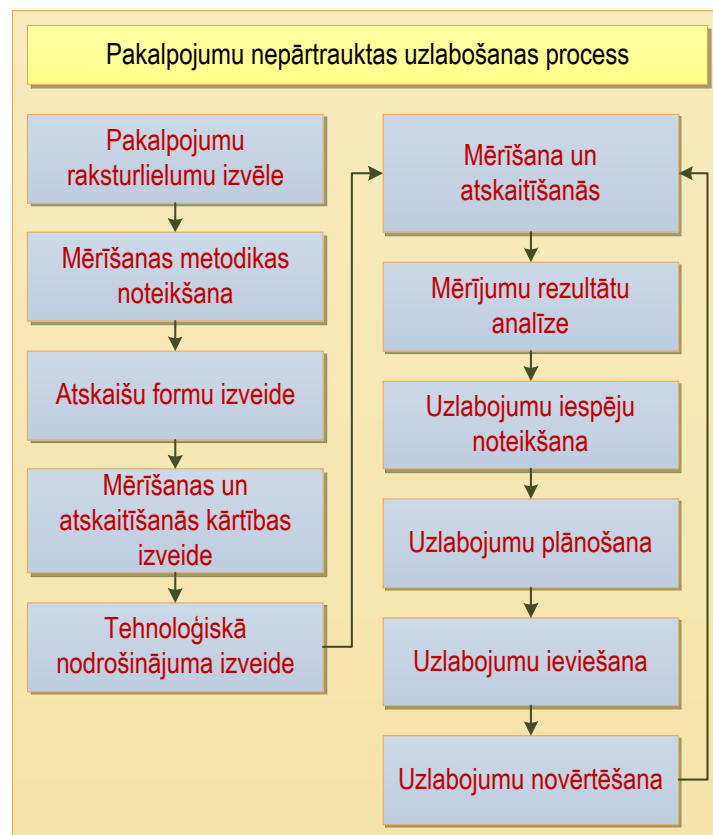 Pakalpojumu nepārtrauktas uzlabošanas process
Pakalpojumu
raksturlielumu izvēle
Mērīšanas metodikas
noteikšana
Atskaišu formu izveide
Mērīšanas un
atskaitīšanās kārtības
izveide
Tehnoloģiskā
nodrošinājuma izveide
Mērīšana un
atskaitīšanās
Mērījumu rezultātu
analīze
Uzlabojumu iespēju
noteikšana
Uzlabojumu plānošana
Uzlabojumu ieviešana
Uzlabojumu novērtēšana